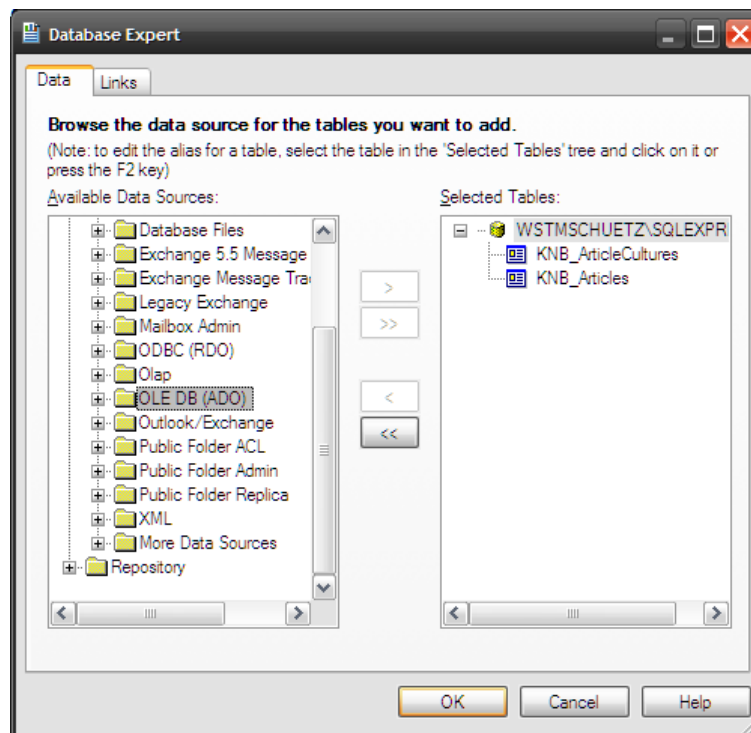 Database Expert
Data
Links
Browse the data source for the tables you want to add.
(Note: to edit the alias for a table, select the table in the 'Selected Tables' tree and click on it or
press the F2 key)
Available Data Sources:
Database Files
Exchange 5.5 Message
Exchange Message Tra
Legacy Exchange
Mailbox Admin
ODBC (RDO)
Olap
OLE DB (ADO)
Outlook/Exchange
Public Folder ACL
Public Folder Admin
Public Folder Replica
XML
More Data Sources
Repository
>
>>
<
<<
Selected Tables:
WSTMSCHUETZ\SQLEXPR
KNB_ArticleCultures
KNB_Articles
OK
Cancel
Help